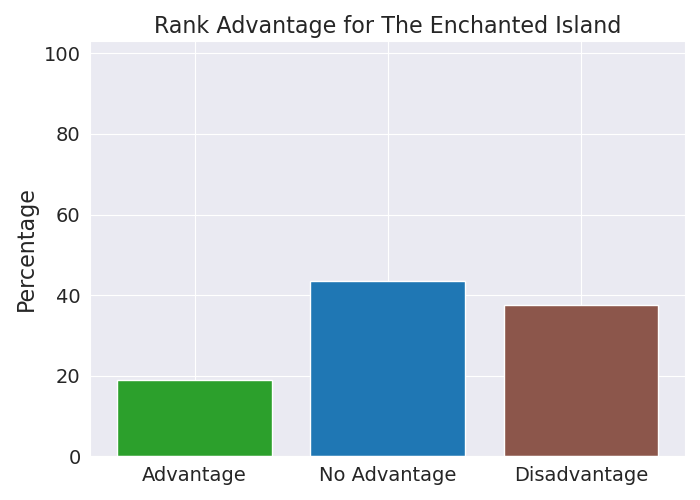 Rank Advantage for The Enchanted Island
100
80
60
40
20
0
Percentage
Advantage
No Advantage
Disadvantage